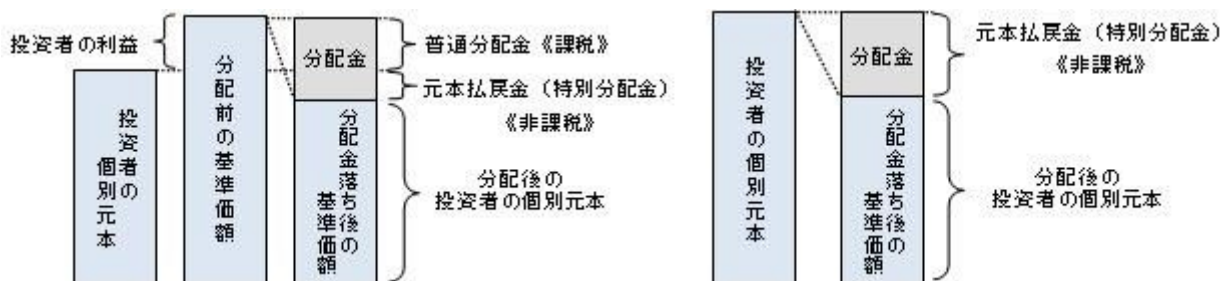 投資者の利益
投資者の
個別元本
分配前の基準価額
分配金
分配金落ち後の
基準価額
普通分配金《課税》
元本払戻金(特別分配金)
《非課税》
分配後の
投資者の個別元本
投資者の個別元本
分配金
分配金落ち後の
基準価額
元本払戻金(特別分配金)
《非課税》
分配後の
投資者の個別元本